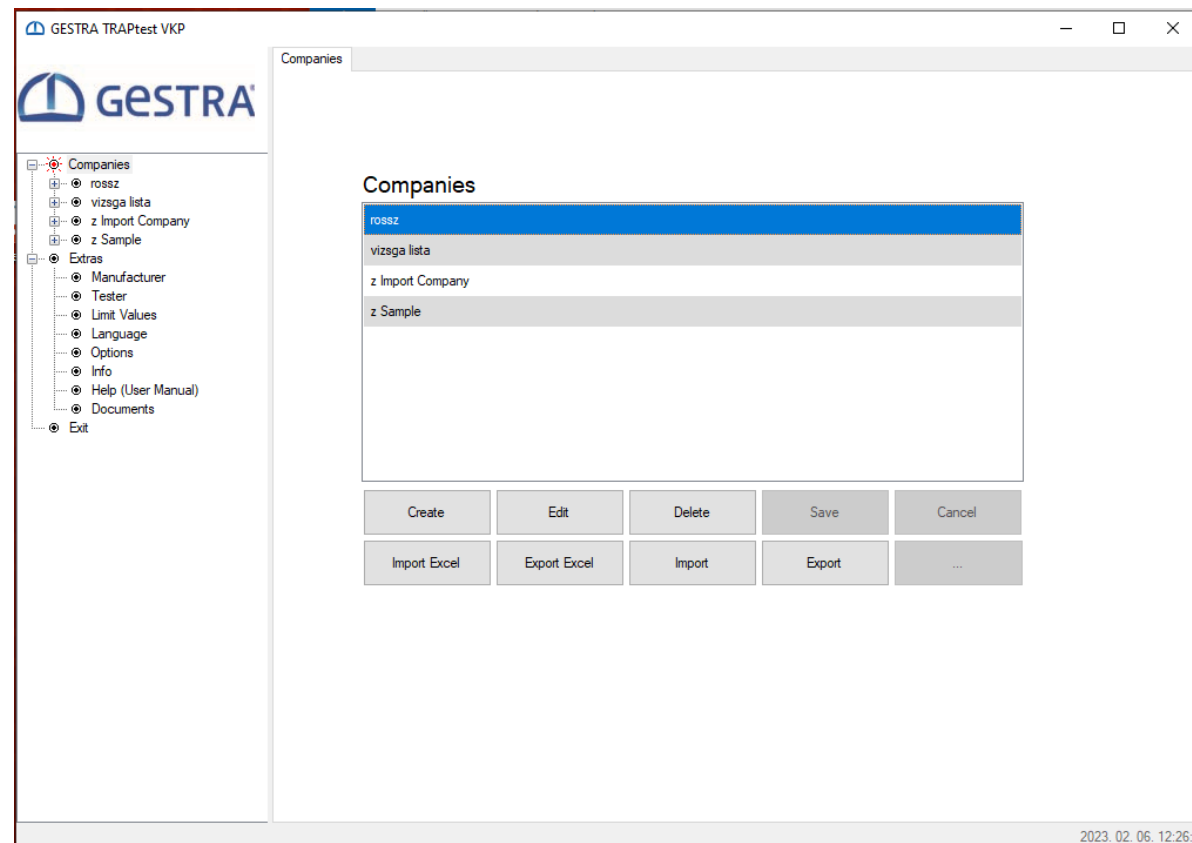 GESTRA TRAPtest VKP
Companies
GESTRA
Companies
rossz
vizsga lista
z Import Company
z Sample
Extras
Manufacturer
Tester
Limit Values
Language
Options
Info
Help (User Manual)
Documents
Exit
Companies
rossz
vizsga lista
z Import Company
z Sample
Create Edit Delete Save Cancel
Import Excel Export Excel Import Export ...
2023. 02. 06. 12:26: